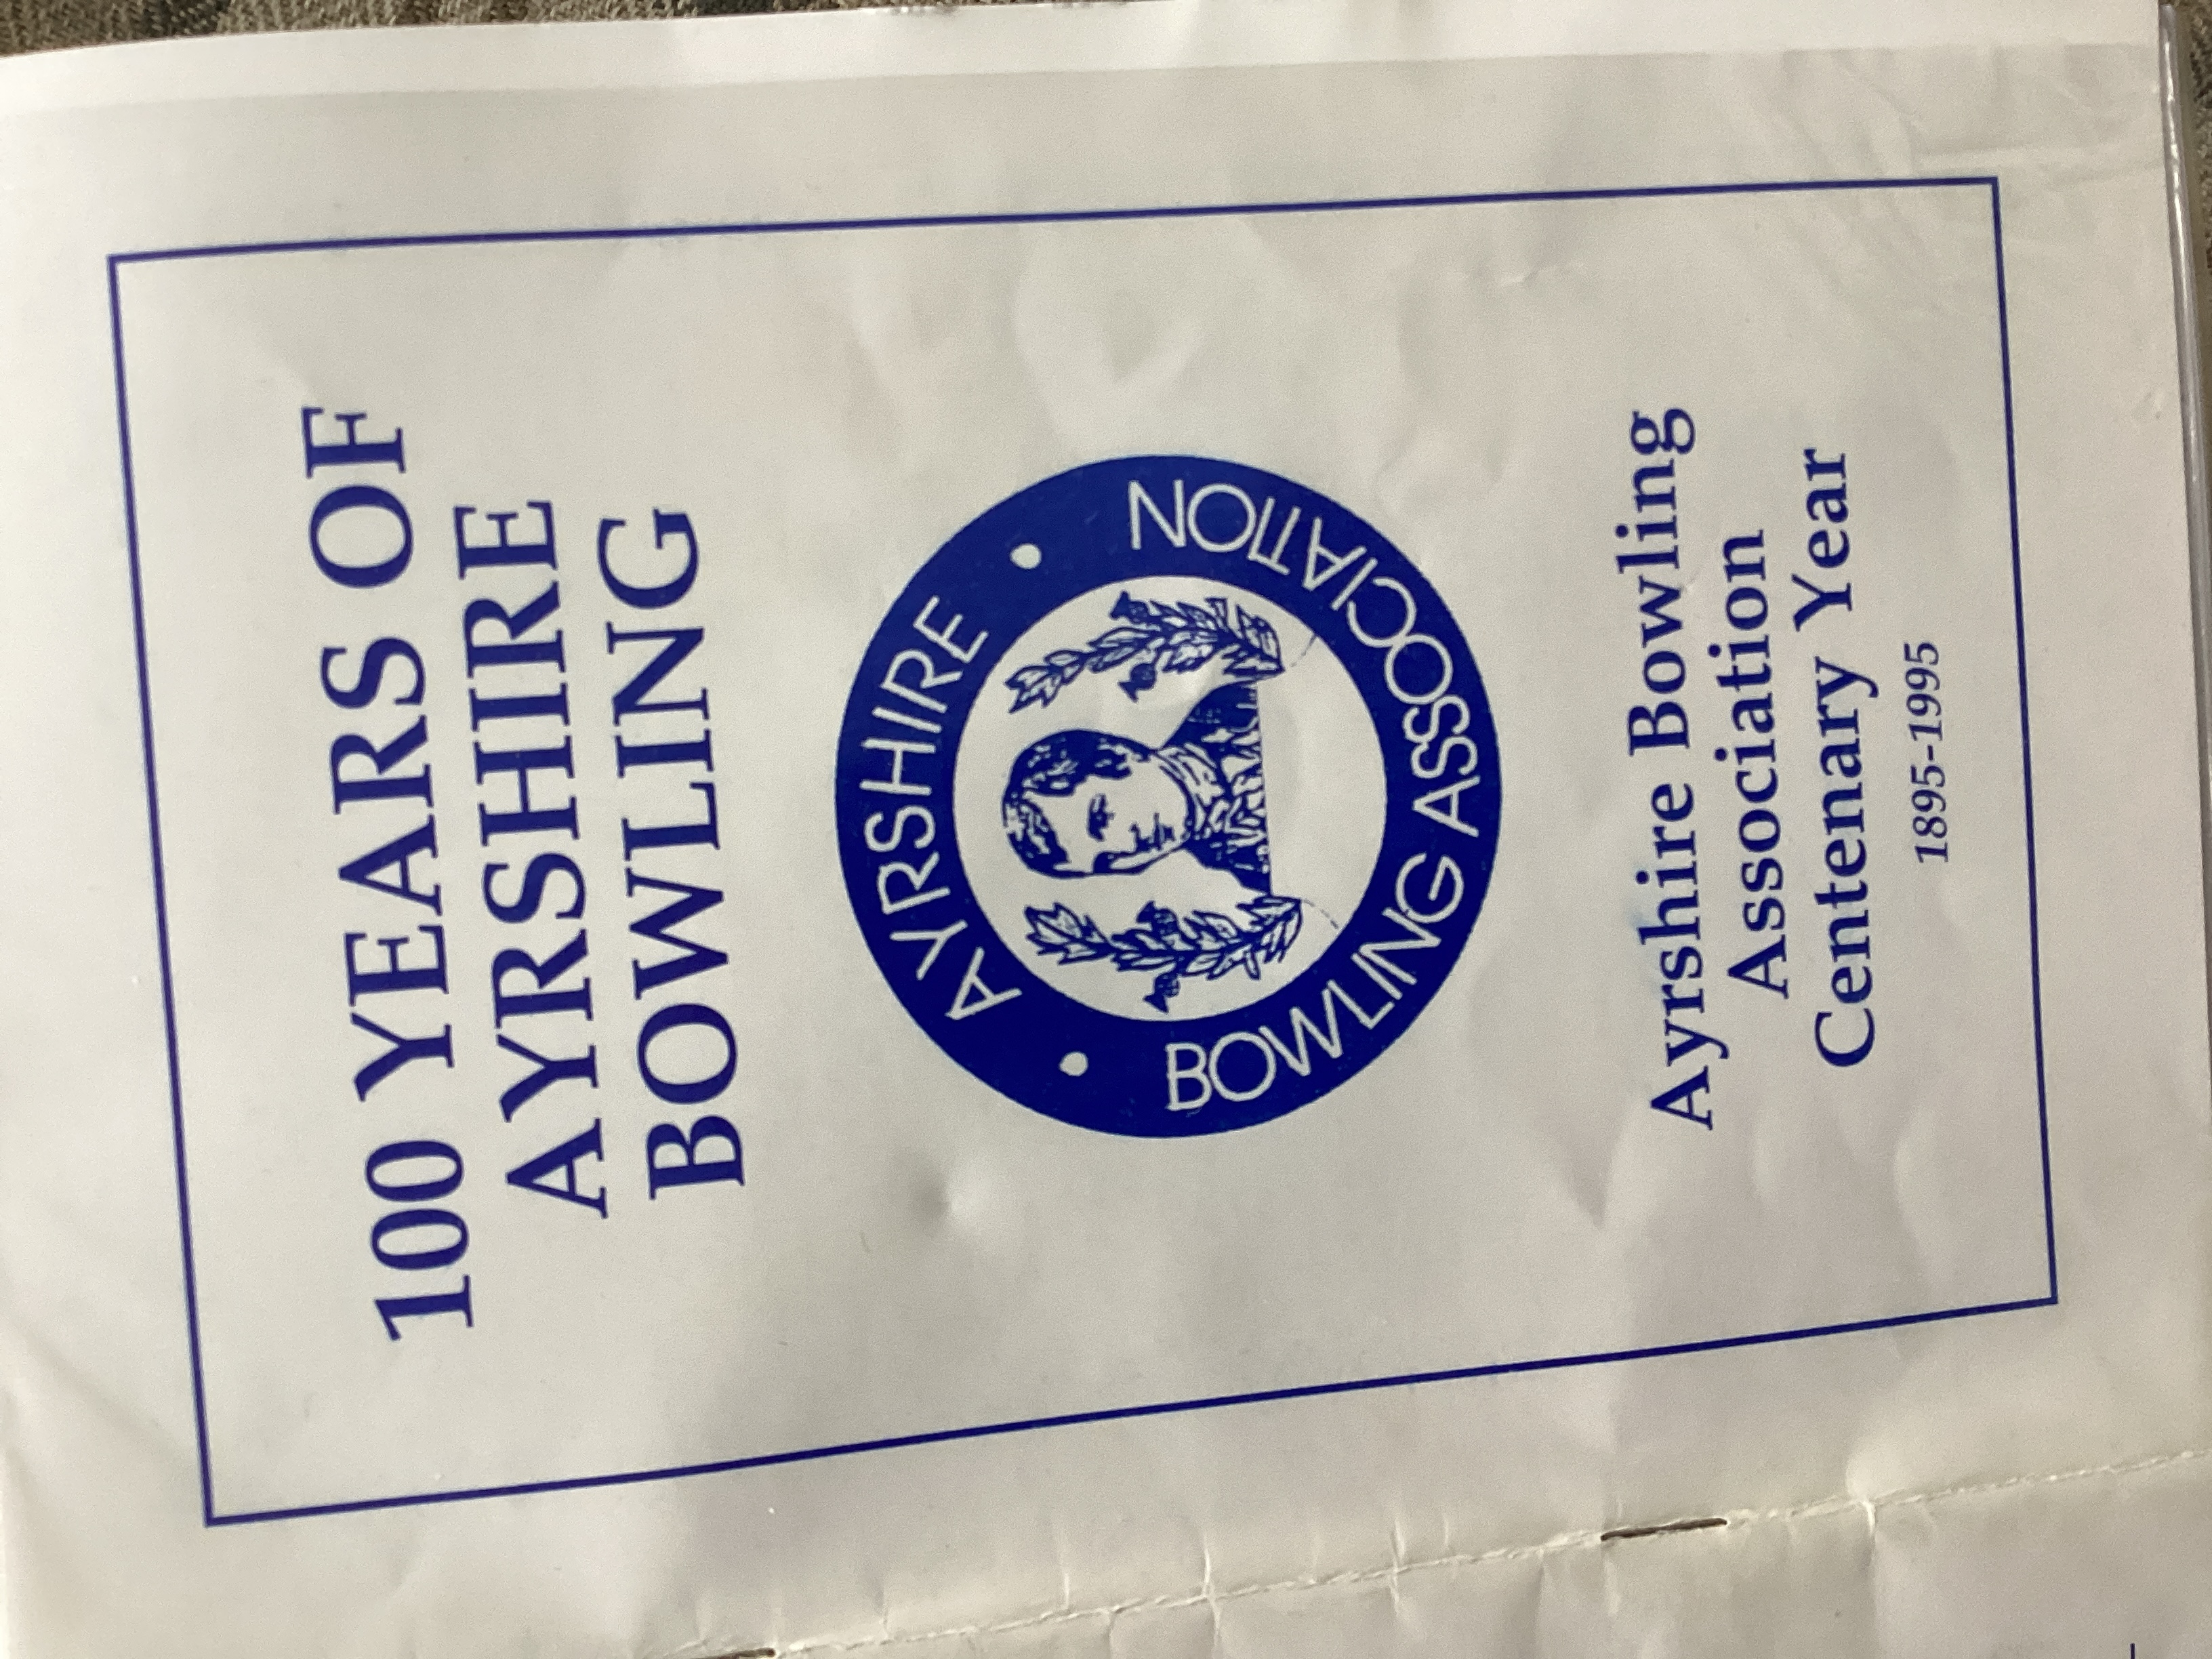 100 YEARS OF
AYRSHIRE
BOWLING
AYRSHIRE
BOWLING ASSOCIATION
Ayrshire Bowling
Association
Centenary Year
1895-1995